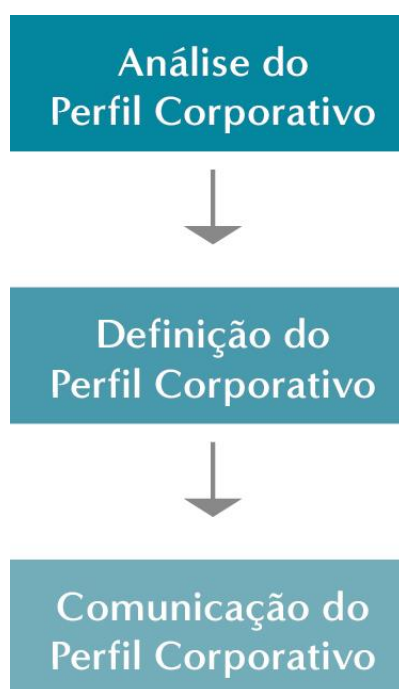 Análise do
Perfil Corporativo
Definição do
Perfil Corporativo
Comunicação do
Perfil Corporativo